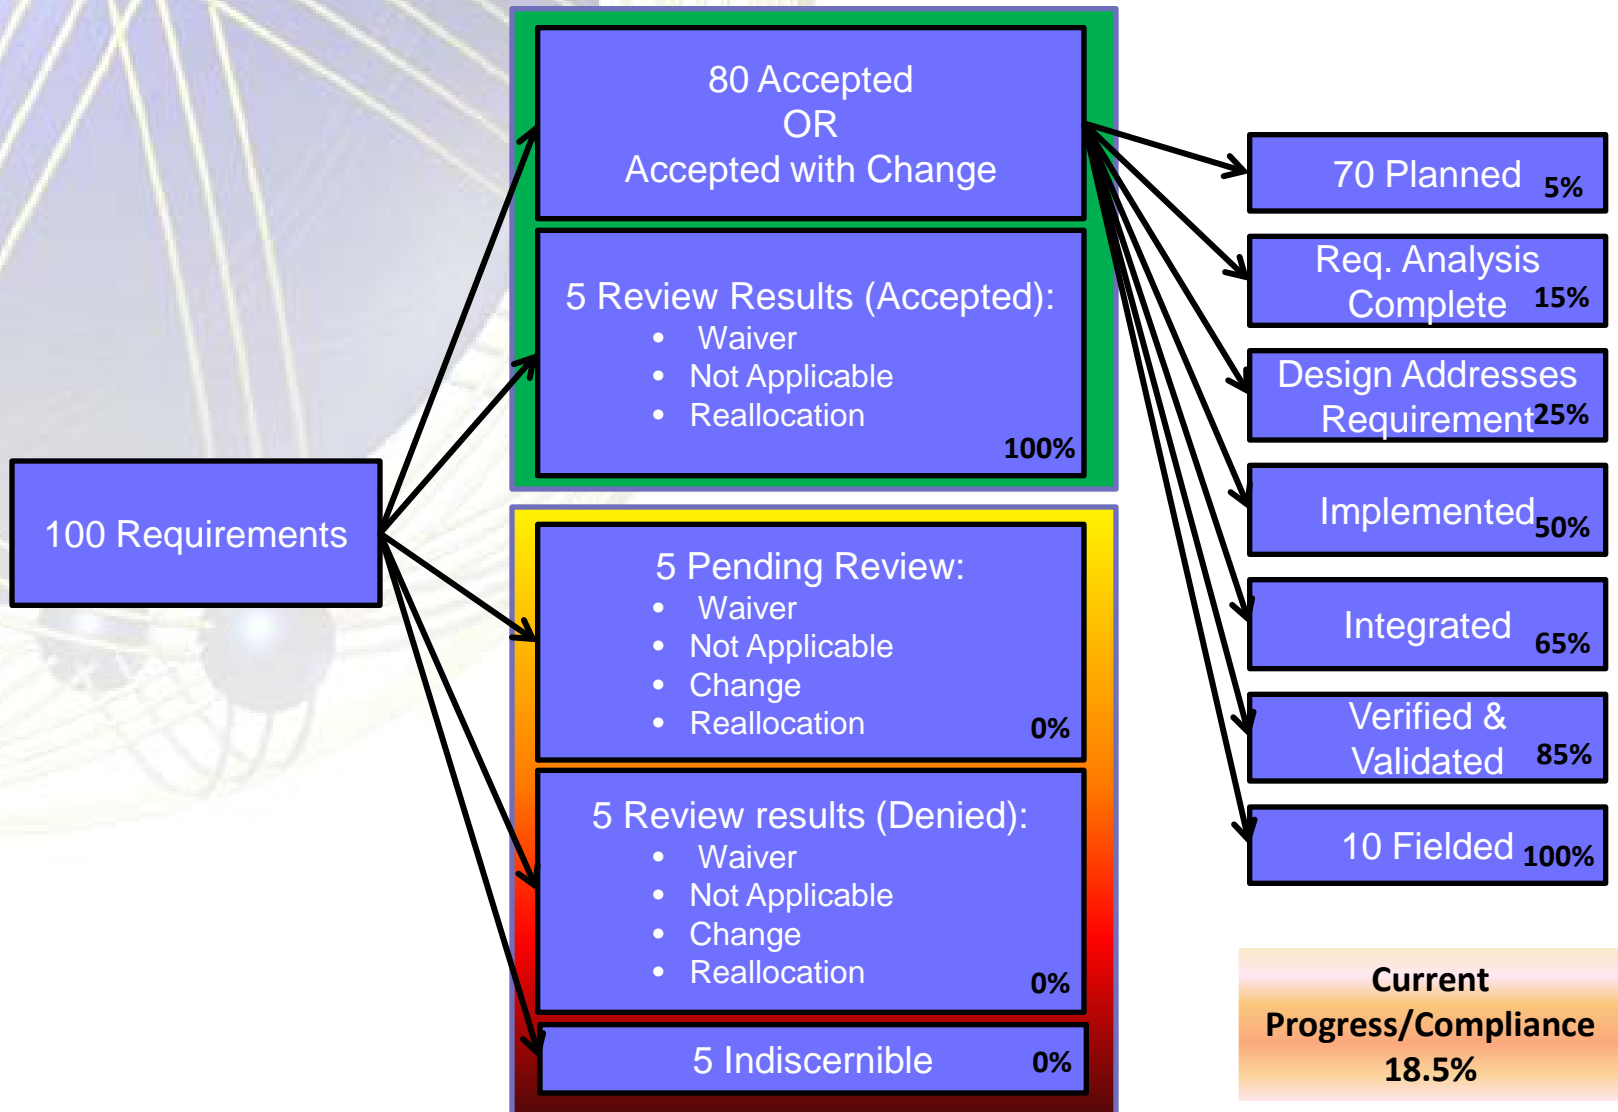 100 Requirements
80 Accepted
OR
Accepted with Change
5 Review Results (Accepted):
• Waiver
• Not Applicable
• Reallocation
100%
5 Pending Review:
• Waiver
• Not Applicable
• Change
• Reallocation
0%
5 Review results (Denied):
• Waiver
• Not Applicable
• Change
• Reallocation
0%
5 Indiscernible 0%
70 Planned 5%
Req. Analysis
Complete 15%
Design Addresses
Requirement 25%
Implemented 50%
Integrated 65%
Verified &
Validated 85%
10 Fielded 100%
Current
Progress/Compliance
18.5%